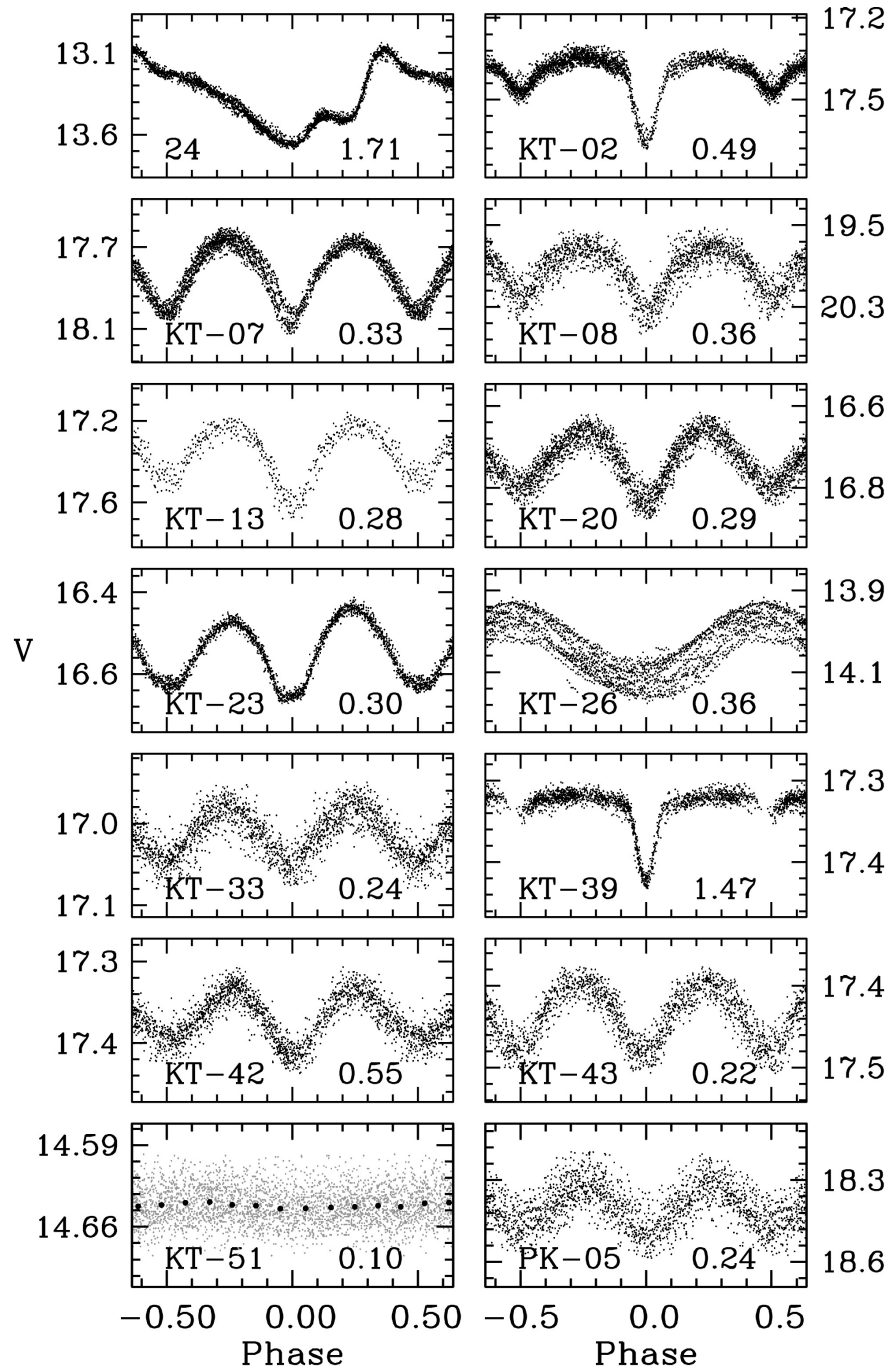 17.2
13.1
17.5
13.6
24 1.71
KT-02 0.49
17.7
19.5
18.1
20.3
KT-07 0.33
KT-08 0.36
17.2
16.6
17.6
16.8
KT-13 0.28
KT-20 0.29
16.4
13.9
V
16.6
14.1
KT-23 0.30
KT-26 0.36
17.0
17.3
17.1
17.4
KT-33 0.24
KT-39 1.47
17.3
17.4
17.4
17.5
KT-42 0.55
KT-43 0.22
14.59
18.3
14.66
18.6
KT-51 0.10
PK-05 0.24
-0.50 0.00 0.50
-0.5 0.0 0.5
Phase
Phase